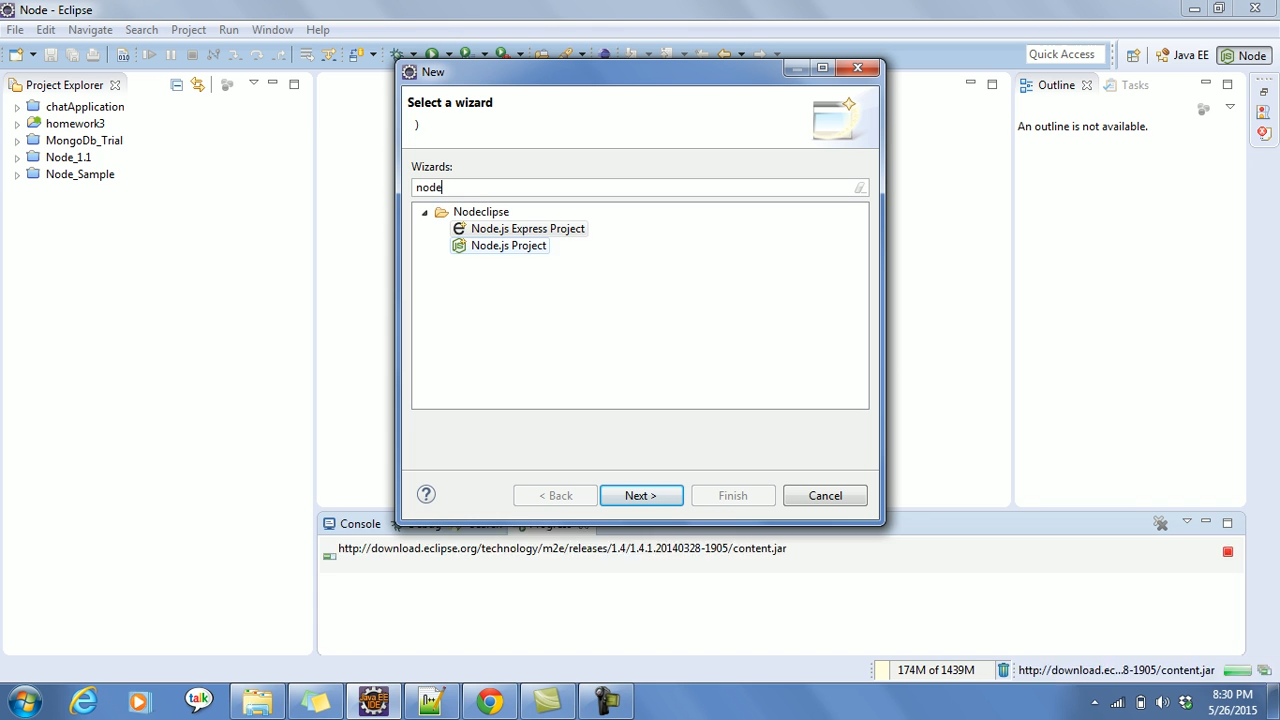 Node - Eclipse
File Edit Navigate Search Project Run Window Help
Quick Access
Java EE
Node
Project Explorer
chatApplication
homework3
MongoDb_Trial
Node_1.1
Node_Sample
New
Select a wizard
)
Wizards:
node
Nodeclipse
Node.js Express Project
Node.js Project
?
< Back
Next >
Finish
Cancel
Outline
Tasks
An outline is not available.
Console
http://download.eclipse.org/technology/m2e/releases/1.4/1.4.1.20140328-1905/content.jar
174M of 1439M
http://download.ec...8-1905/content.jar
talk
Java EE
IDE
8:30 PM
5/26/2015